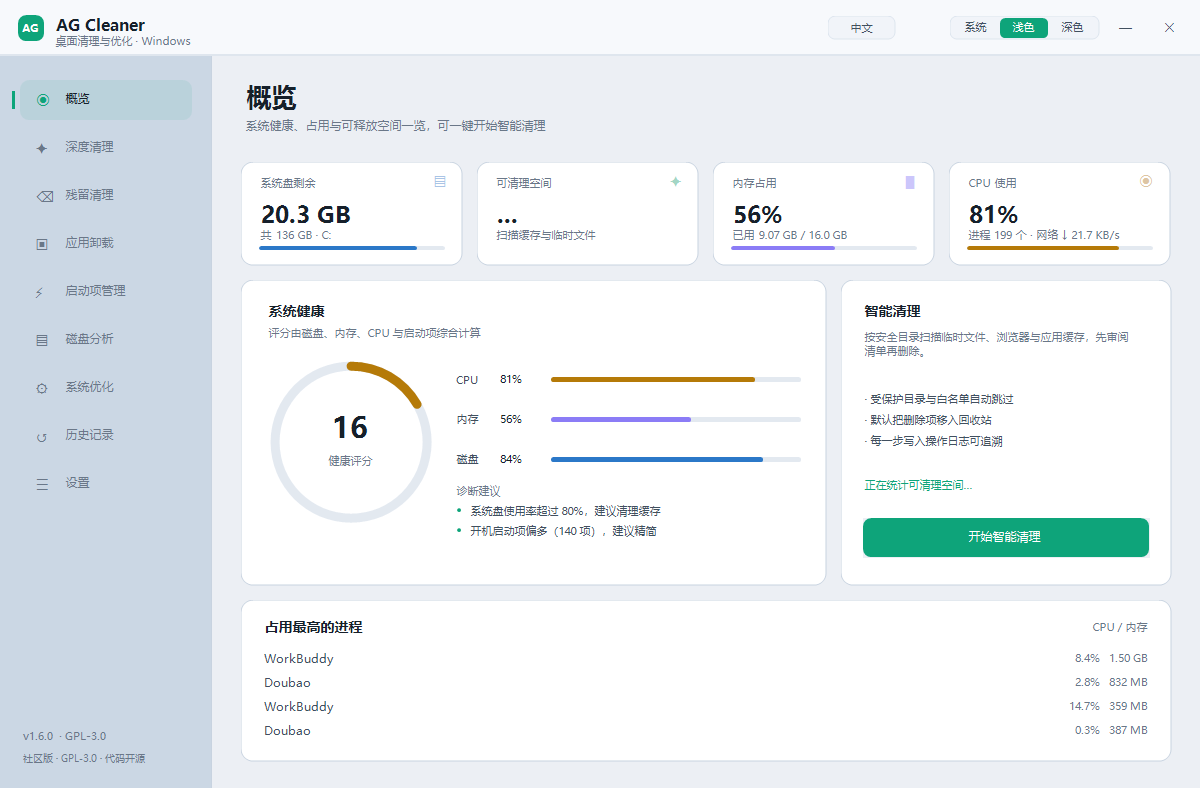 AG
AG Cleaner
桌面清理与优化 · Windows
中文
系统
浅色
深色
概览
深度清理
残留清理
应用卸载
启动项管理
磁盘分析
系统优化
历史记录
设置
v1.6.0 · GPL-3.0
社区版 · GPL-3.0 · 代码开源
概览
系统健康、占用与可释放空间一览，可一键开始智能清理
系统盘剩余
20.3 GB
共 136 GB · C:
可清理空间
...
扫描缓存与临时文件
内存占用
56%
已用 9.07 GB / 16.0 GB
CPU 使用
81%
进程 199 个 · 网络 ↓ 21.7 KB/s
系统健康
评分由磁盘、内存、CPU 与启动项综合计算
16
健康评分
CPU 81%
内存 56%
磁盘 84%
诊断建议
• 系统盘使用率超过 80%，建议清理缓存
• 开机启动项偏多（140 项），建议精简
智能清理
按安全目录扫描临时文件、浏览器与应用缓存，先审阅
清单再删除。
· 受保护目录与白名单自动跳过
· 默认把删除项移入回收站
· 每一步写入操作日志可追溯
正在统计可清理空间...
开始智能清理
占用最高的进程
CPU / 内存
WorkBuddy 8.4% 1.50 GB
Doubao 2.8% 832 MB
WorkBuddy 14.7% 359 MB
Doubao 0.3% 387 MB